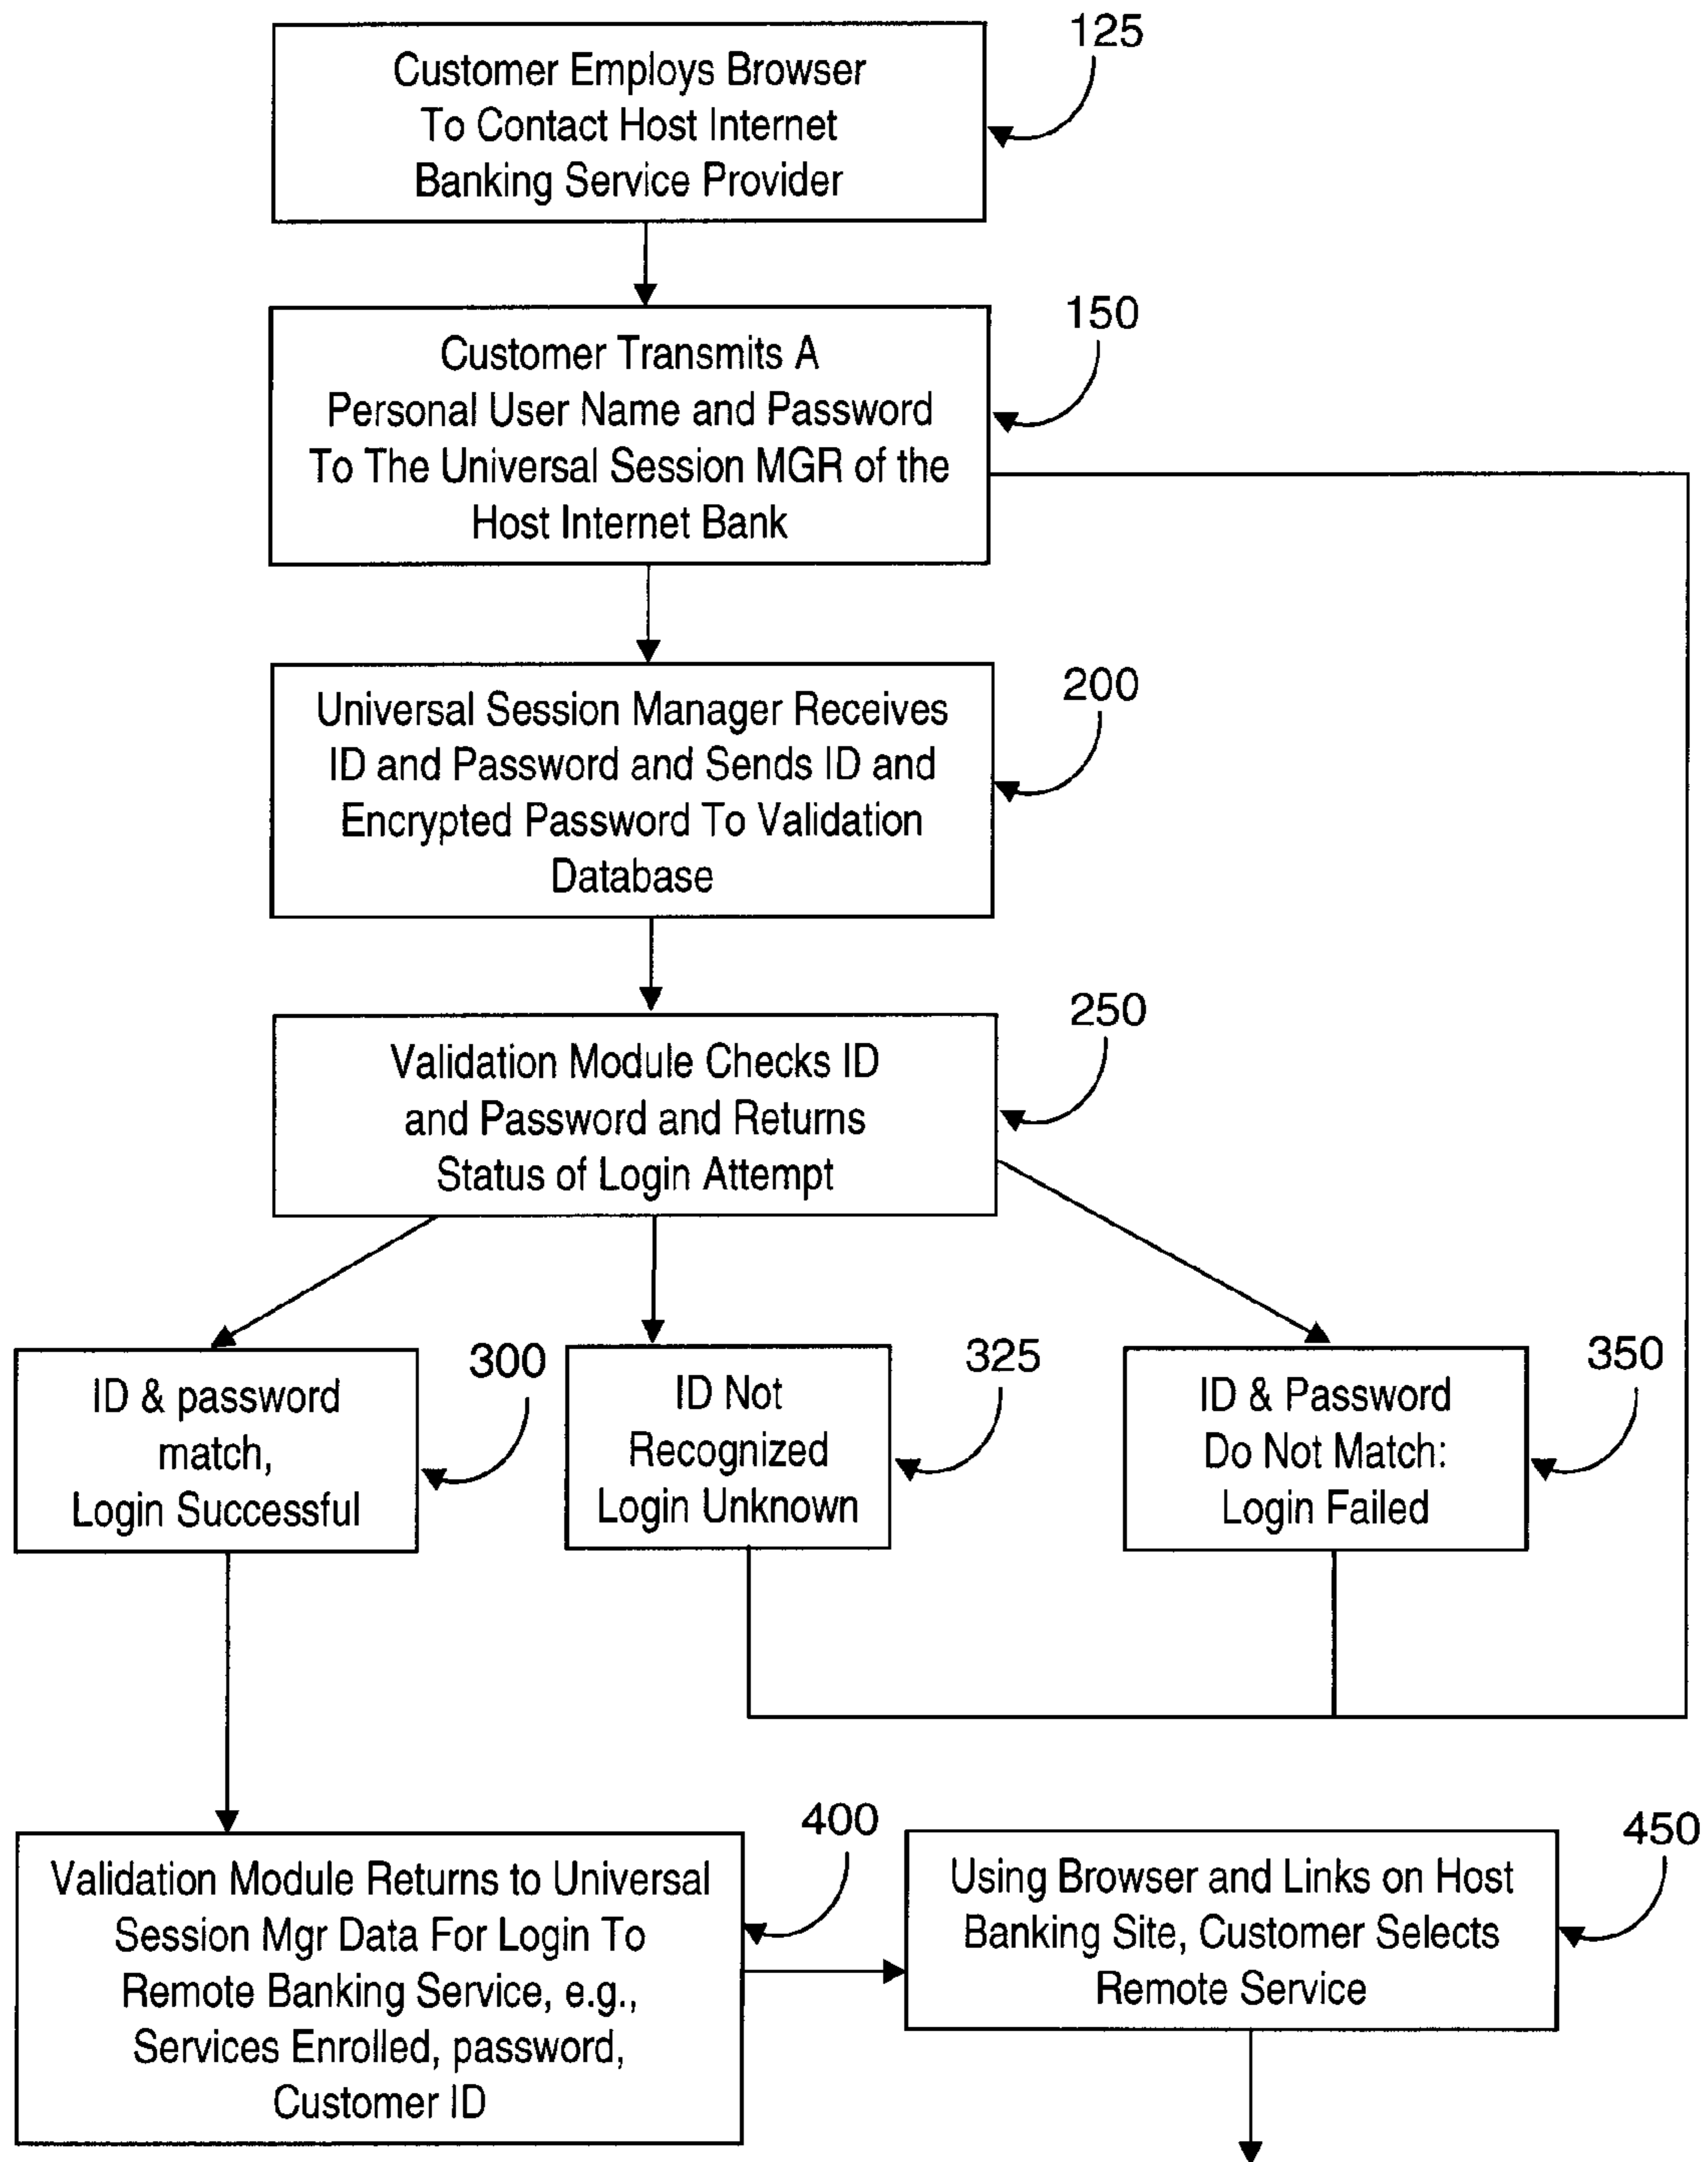 125
Customer Employs Browser
To Contact Host Internet
Banking Service Provider
150
Customer Transmits A
Personal User Name and Password
To The Universal Session MGR of the
Host Internet Bank
200
Universal Session Manager Receives
ID and Password and Sends ID and
Encrypted Password To Validation
Database
250
Validation Module Checks ID
and Password and Returns
Status of Login Attempt
300
ID & password
match,
Login Successful
325
ID Not
Recognized
Login Unknown
350
ID & Password
Do Not Match:
Login Failed
400
Validation Module Returns to Universal
Session Mgr Data For Login To
Remote Banking Service, e.g.,
Services Enrolled, password,
Customer ID
450
Using Browser and Links on Host
Banking Site, Customer Selects
Remote Service